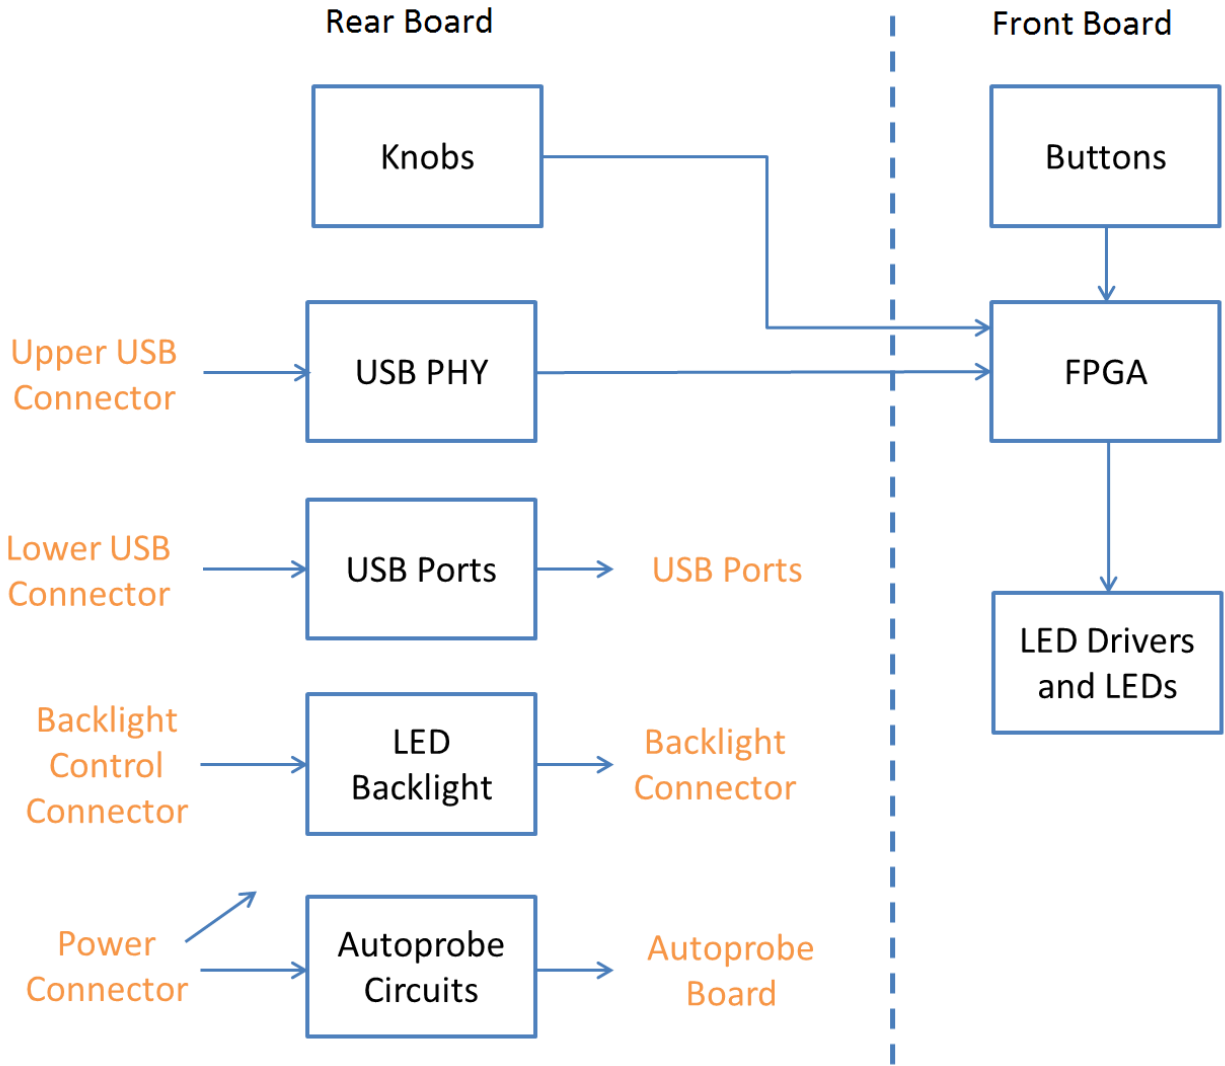 Rear Board
Front Board
Knobs
Buttons
Upper USB
Connector
USB PHY
FPGA
Lower USB
Connector
USB Ports
USB Ports
LED Drivers
and LEDs
Backlight
Control
Connector
LED
Backlight
Backlight
Connector
Power
Connector
Autoprobe
Circuits
Autoprobe
Board